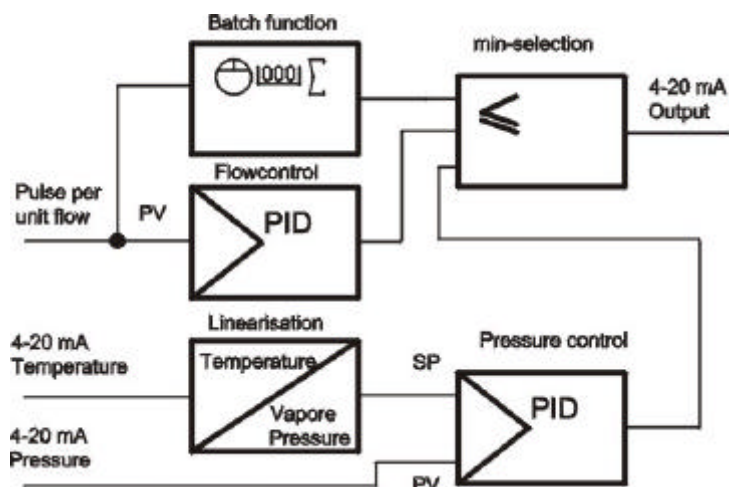 Batch function
min-selection
000
4-20 mA
Output
Flowcontrol
Pulse per
unit flow
PV
PID
Linearisation
4-20 mA
Temperature
Temperature
Vapore
Pressure
SP
Pressure control
PID
4-20 mA
Pressure
PV